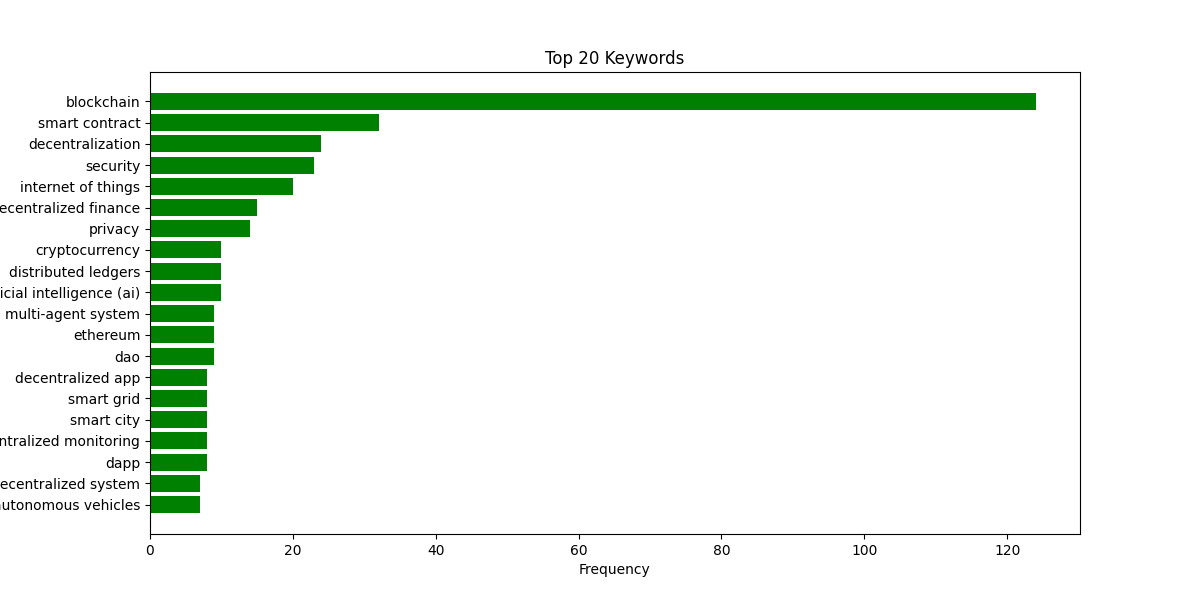 Top 20 Keywords
blockchain
smart contract
decentralization
security
internet of things
ecentralized finance
privacy
cryptocurrency
distributed ledgers
icial intelligence (ai)
multi-agent system
ethereum
dao
decentralized app
smart grid
smart city
ntralized monitoring
dapp
ecentralized system
utonomous vehicles
0 20 40 60 80 100 120
Frequency